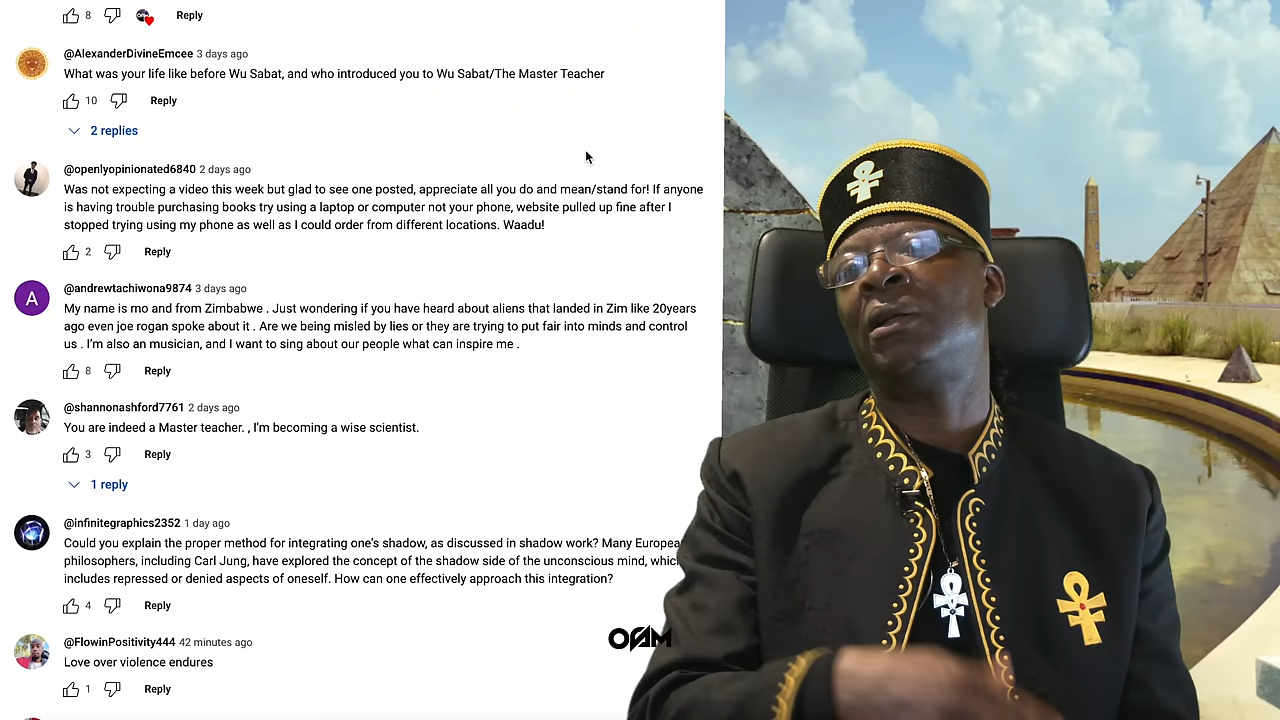 8 Reply
@AlexanderDivineEmcee 3 days ago
What was your life like before Wu Sabat, and who introduced you to Wu Sabat/The Master Teacher
10 Reply
2 replies
@openlyopinionated6840 2 days ago
Was not expecting a video this week but glad to see one posted, appreciate all you do and mean/stand for! If anyone
is having trouble purchasing books try using a laptop or computer not your phone, website pulled up fine after I
stopped trying using my phone as well as I could order from different locations. Waadu!
2 Reply
A
@andrewtachiwona9874 3 days ago
My name is mo and from Zimbabwe . Just wondering if you have heard about aliens that landed in Zim like 20years
ago even joe rogan spoke about it . Are we being misled by lies or they are trying to put fair into minds and control
us . I'm also an musician, and I want to sing about our people what can inspire me .
8 Reply
@shannonashford7761 2 days ago
You are indeed a Master teacher. , I'm becoming a wise scientist.
3 Reply
1 reply
@infinitegraphics2352 1 day ago
Could you explain the proper method for integrating one's shadow, as discussed in shadow work? Many Europea
philosophers, including Carl Jung, have explored the concept of the shadow side of the unconscious mind, whic
includes repressed or denied aspects of oneself. How can one effectively approach this integration?
4 Reply
@FlowinPositivity444 42 minutes ago
Love over violence endures
1 Reply